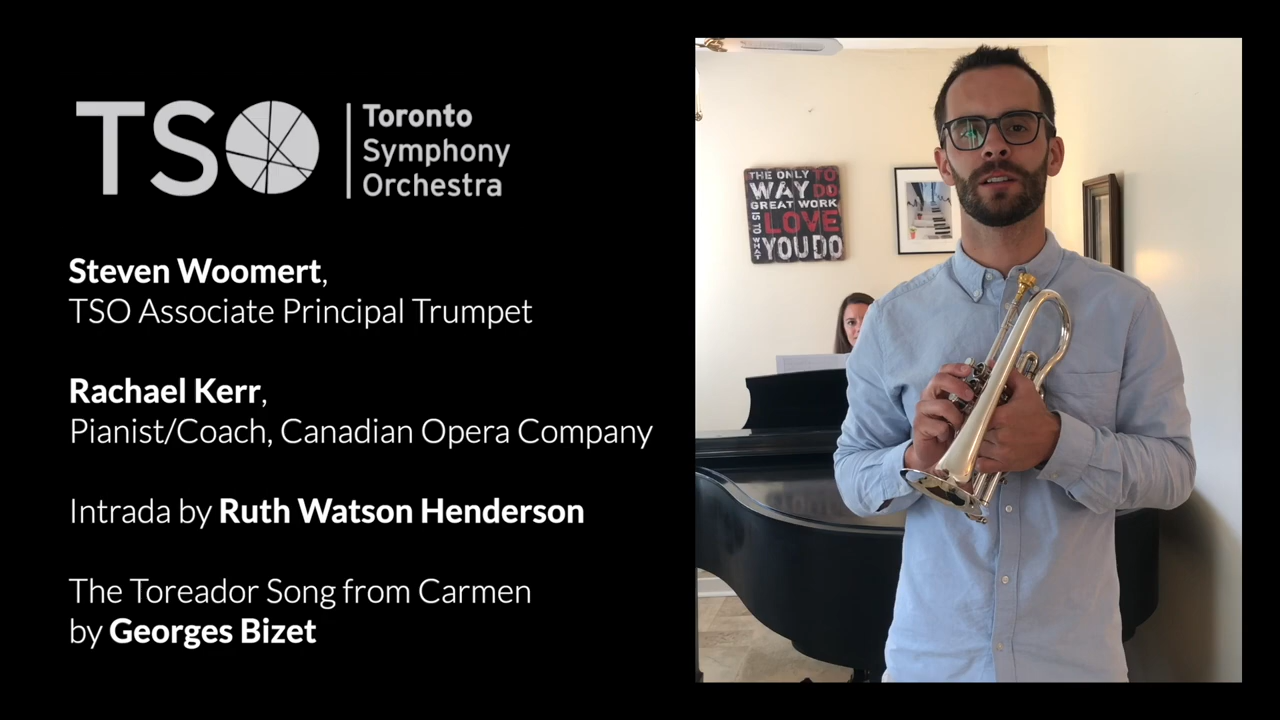 TSO
Toronto
Symphony
Orchestra
Steven Woomert,
TSO Associate Principal Trumpet
Rachael Kerr,
Pianist/Coach, Canadian Opera Company
Intrada by Ruth Watson Henderson
The Toreador Song from Carmen
by Georges Bizet
THE ONLY TO
WAY DO
GREAT WORK
IS TO LOVE
WHAT YOU DO